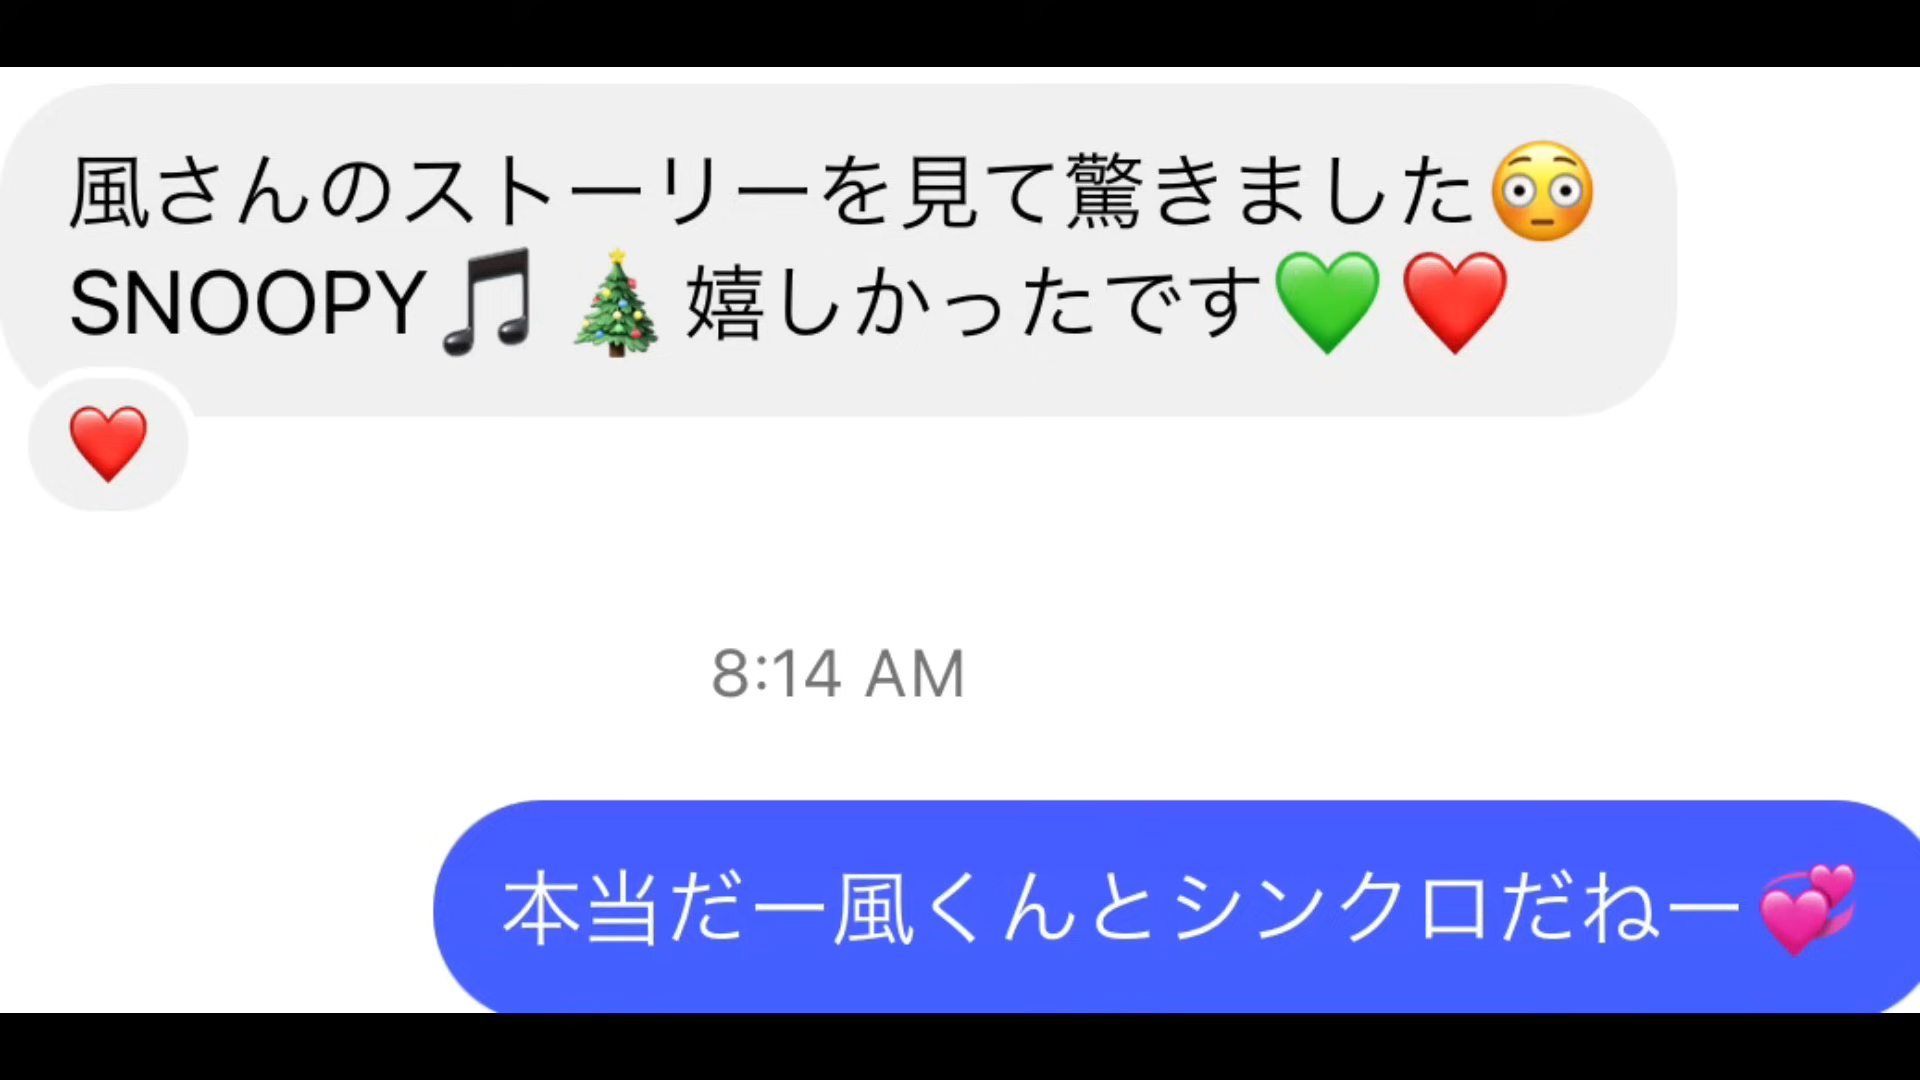 風さんのストーリーを見て驚きました😳
SNOOPY🎵🎄嬉しかったです💚❤️
❤️
8:14 AM
本当だー風くんとシンクロだねー💞